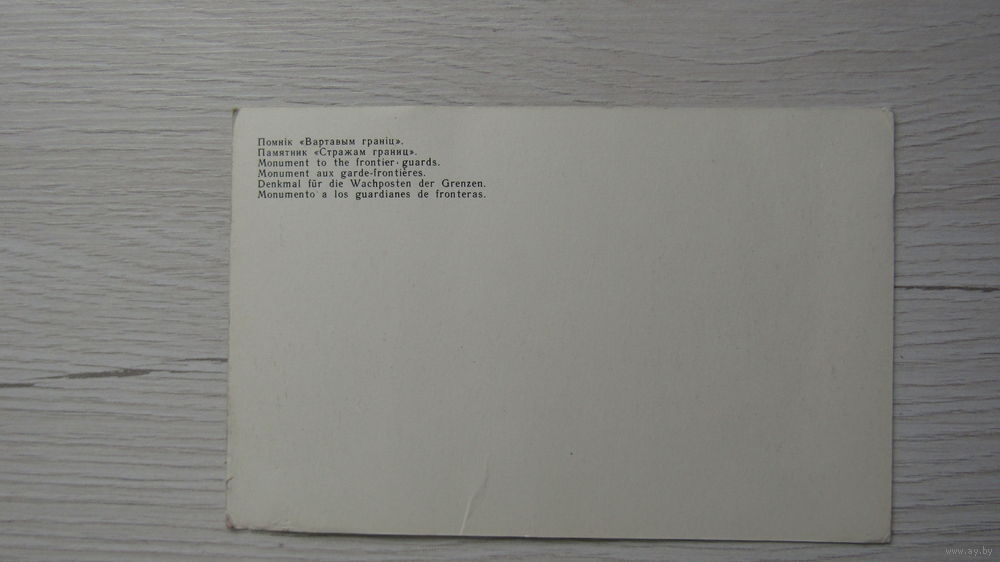 Помнік «Вартавым граніц».
Памятник «Стражам границ».
Monument to the frontier guards.
Monument aux garde-frontières.
Denkmal für die Wachposten der Grenzen.
Monumento a los guardianes de fronteras.
www.ay.by